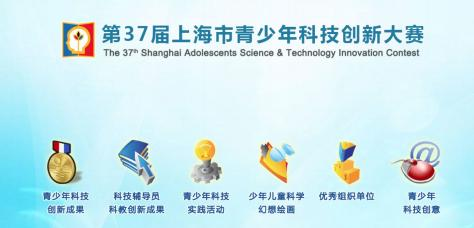 第37届上海市青少年科技创新大赛
The 37th Shanghai Adolescents Science & Technology Innovation Contest
青少年科技
创新成果
科技辅导员
科教创新成果
青少年科技
实践活动
少年儿童科学
幻想绘画
优秀组织单位
青少年
科技创意